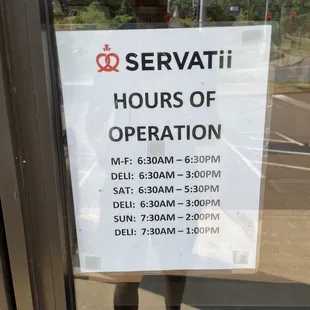 SERVATii
HOURS OF
OPERATION
M-F: 6:30AM – 6:30PM
DELI: 6:30AM – 3:00PM
SAT: 6:30AM – 5:30PM
DELI: 6:30AM – 3:00PM
SUN: 7:30AM – 2:00PM
DELI: 7:30AM – 1:00PM